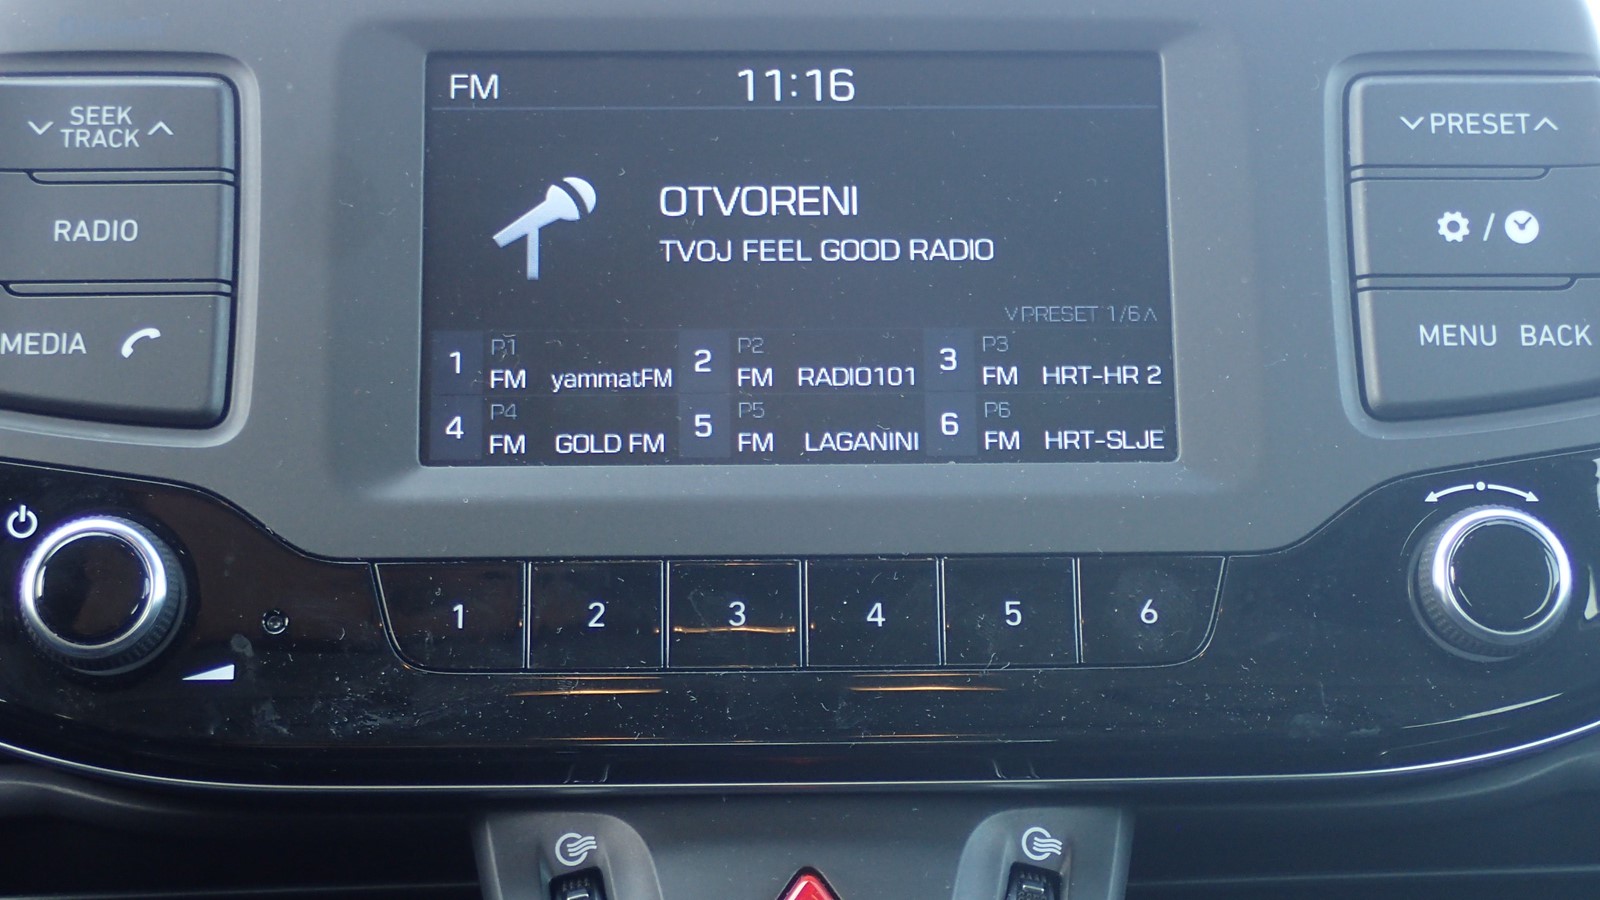 FM 11:16
SEEK
TRACK
RADIO
MEDIA
PRESET
/
MENU BACK
OTVORENI
TVOJ FEEL GOOD RADIO
PRESET 1/6
1 P1 FM yammatFM
2 P2 FM RADIO101
3 P3 FM HRT-HR 2
4 P4 FM GOLD FM
5 P5 FM LAGANINI
6 P6 FM HRT-SLJE
1 2 3 4 5 6